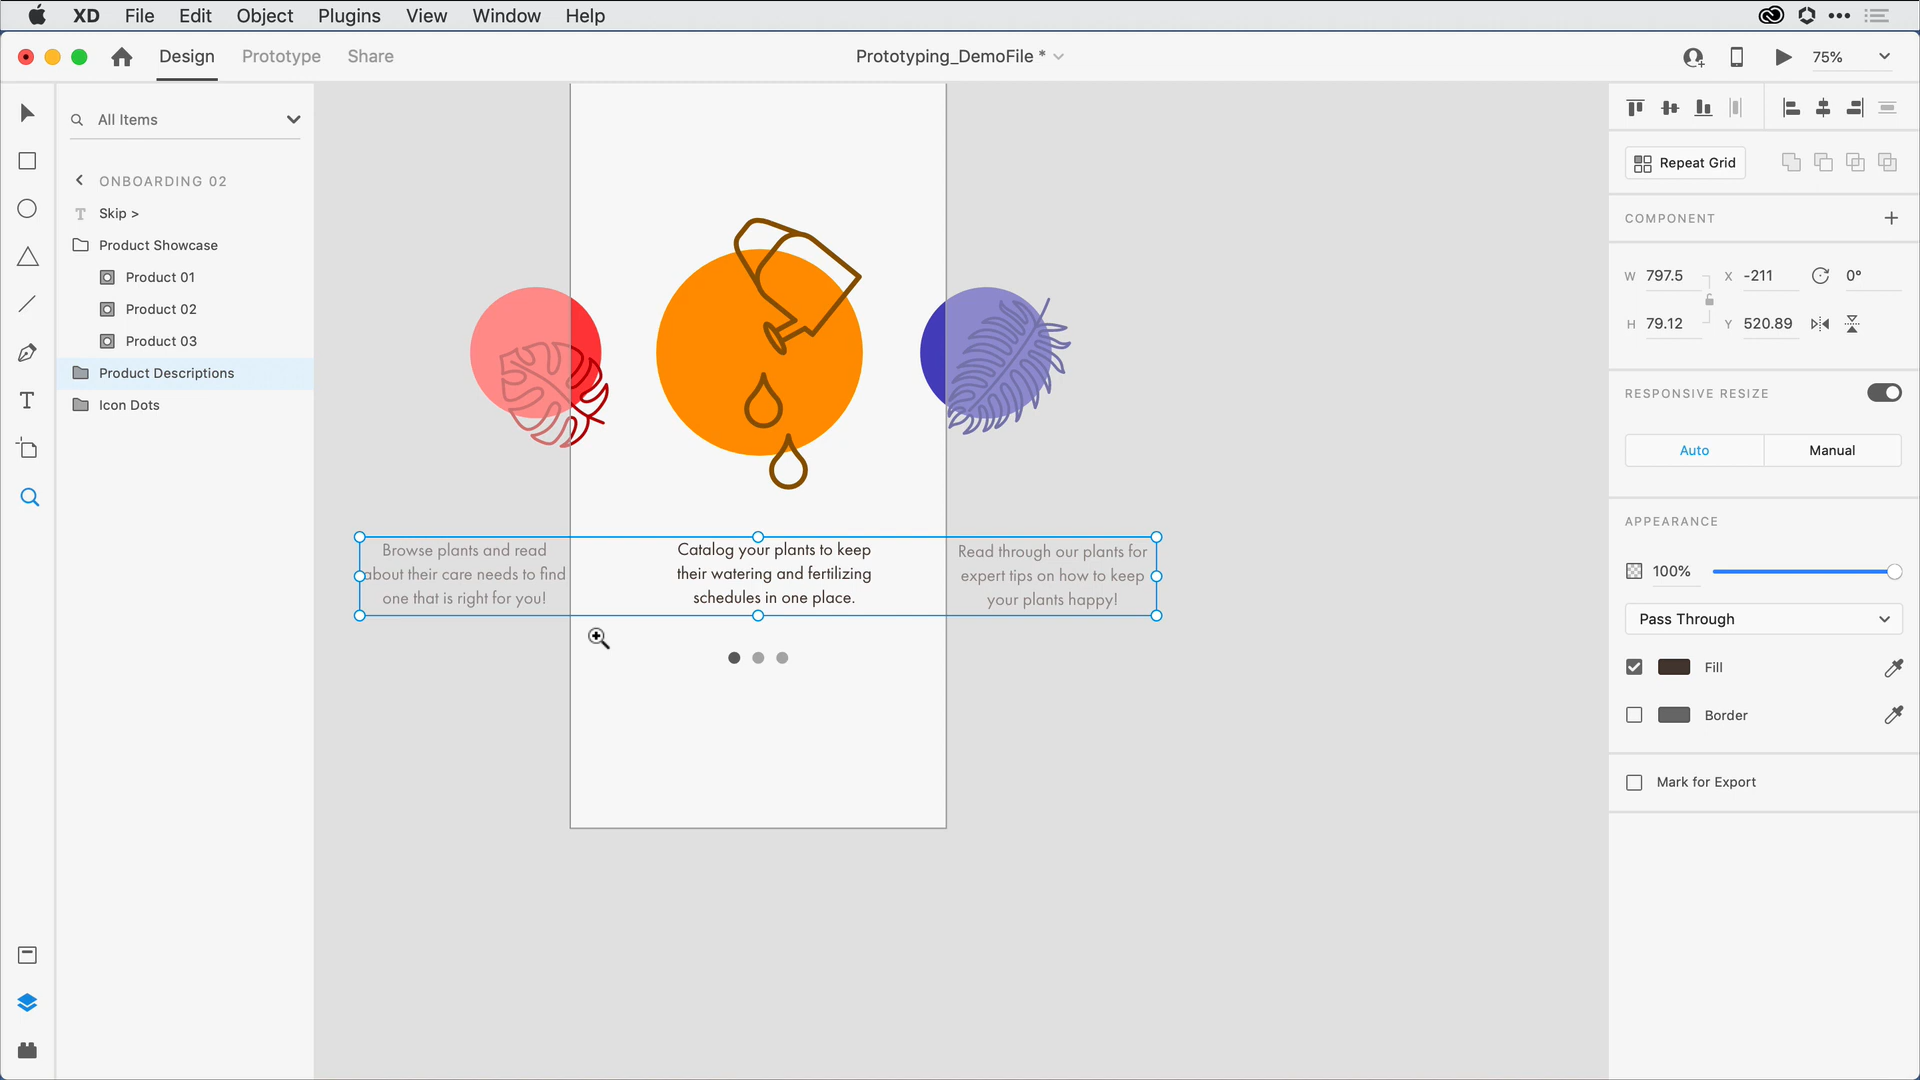 XD File Edit Object Plugins View Window Help
Design Prototype Share
Prototyping_DemoFile *
75%
All Items
ONBOARDING 02
T Skip >
Product Showcase
Product 01
Product 02
Product 03
Product Descriptions
Icon Dots
Browse plants and read
about their care needs to find
one that is right for you!
Catalog your plants to keep
their watering and fertilizing
schedules in one place.
Read through our plants for
expert tips on how to keep
your plants happy!
Repeat Grid
COMPONENT
W 797.5 X -211 0°
H 79.12 Y 520.89
RESPONSIVE RESIZE
Auto Manual
APPEARANCE
100%
Pass Through
Fill
Border
Mark for Export